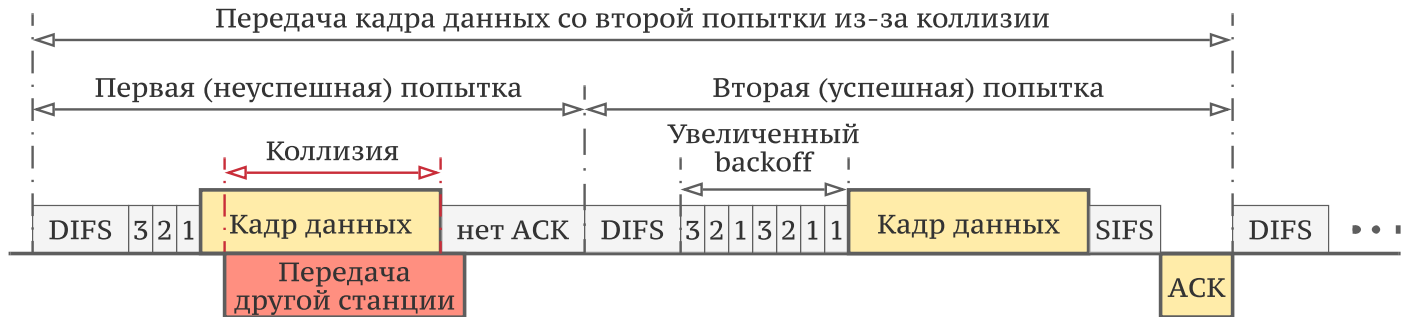 Передача кадра данных со второй попытки из-за коллизии
Первая (неуспешная) попытка
Вторая (успешная) попытка
Коллизия
Увеличенный
backoff
DIFS 3 2 1 Кадр данных нет ACK DIFS 3 2 1 3 2 1 1 Кадр данных SIFS DIFS
Передача
другой станции
ACK